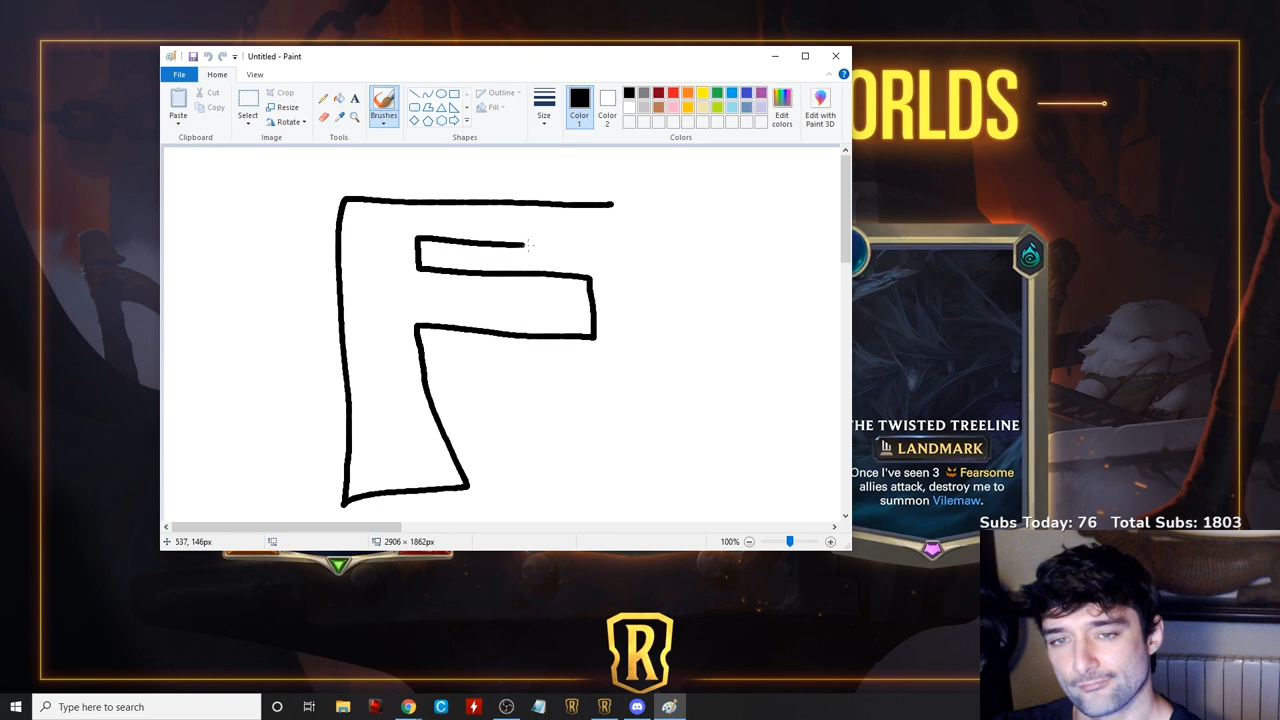 Untitled - Paint
File Home View
Paste
Cut
Copy
Clipboard
Select
Crop
Resize
Rotate
Image
Tools
Brushes
Shapes
Outline
Fill
Size
Color 1
Color 2
Edit colors
Colors
Edit with Paint 3D
ORLDS
F
HE TWISTED TREELINE
LANDMARK
Once I've seen 3 Fearsome
allies attack, destroy me to
summon Vilemaw.
Subs Today: 76 Total Subs: 1803
537, 146px
2906 × 1862px
100%
R
Type here to search